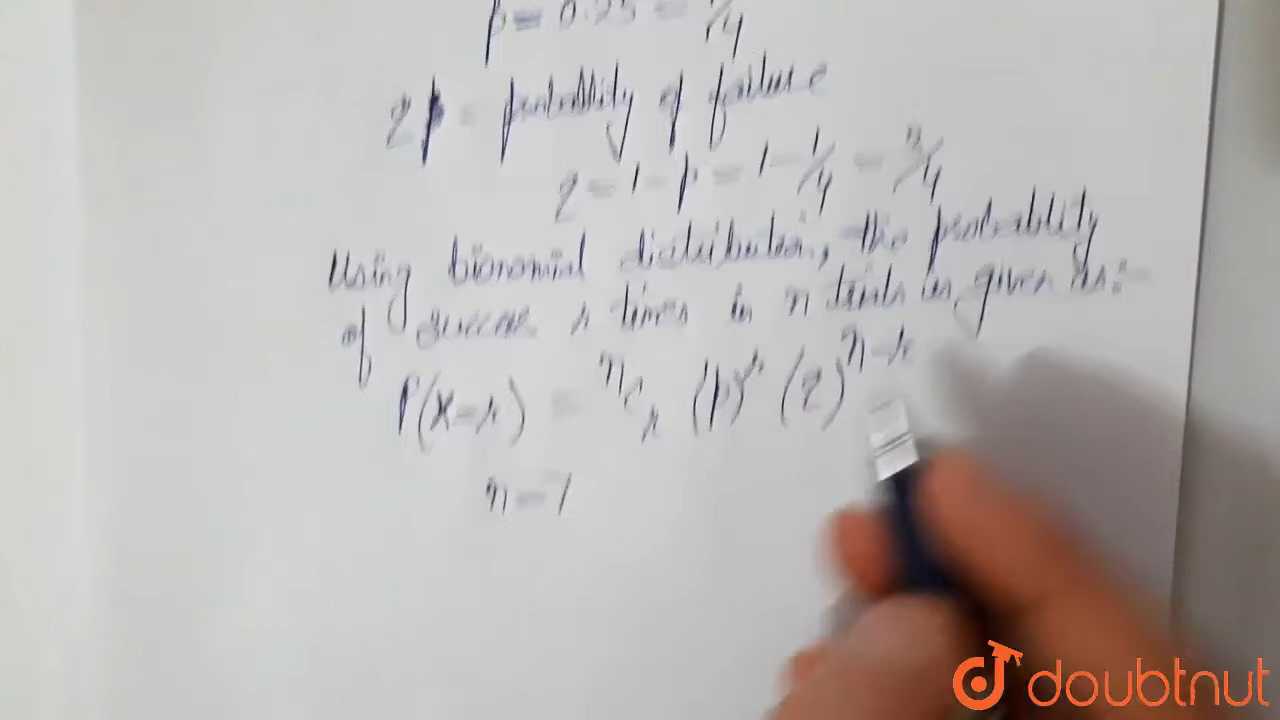 p = 0.25 = 1/4
q = probability of failure
q = 1 - p = 1 - 1/4 = 3/4
Using binomial distribution, the probability
of success r times in n trials is given as:-
P(X=r) = nCr (p)^r (q)^n-r
n = 7
doubtnut